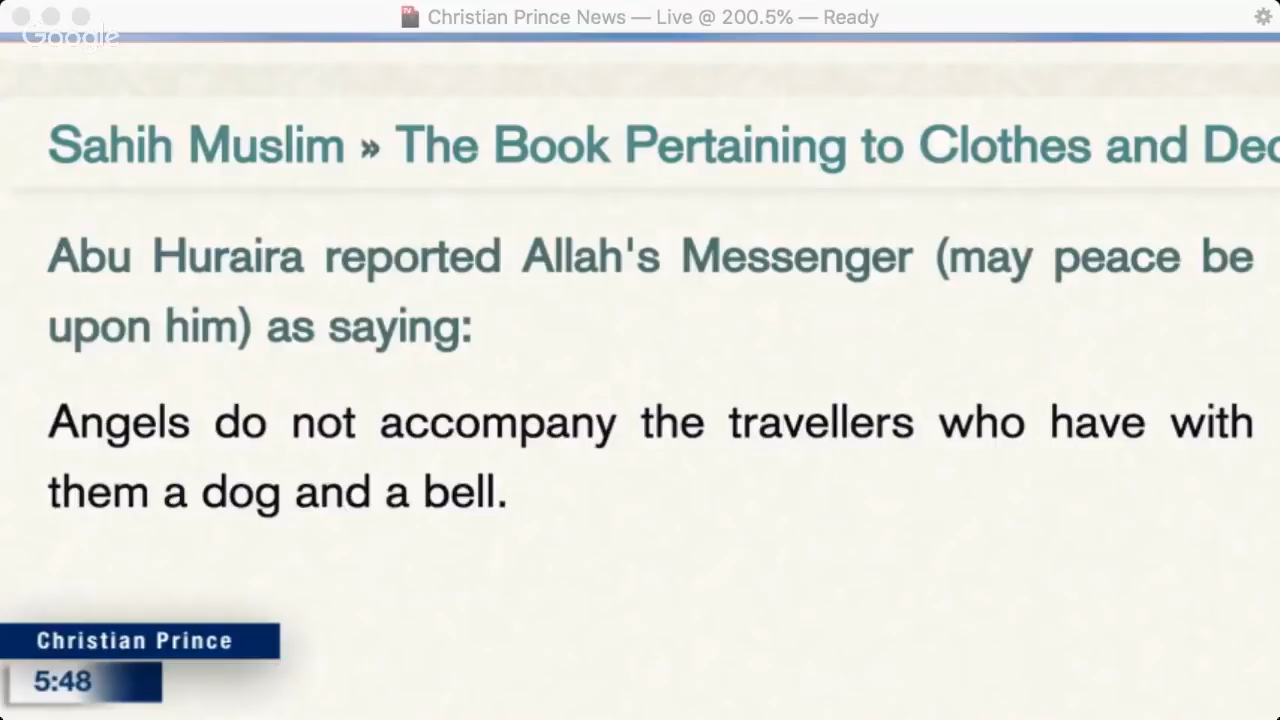 Christian Prince News — Live @ 200.5% — Ready
Google
Sahih Muslim » The Book Pertaining to Clothes and Dec
Abu Huraira reported Allah's Messenger (may peace be
upon him) as saying:
Angels do not accompany the travellers who have with
them a dog and a bell.
Christian Prince
5:48